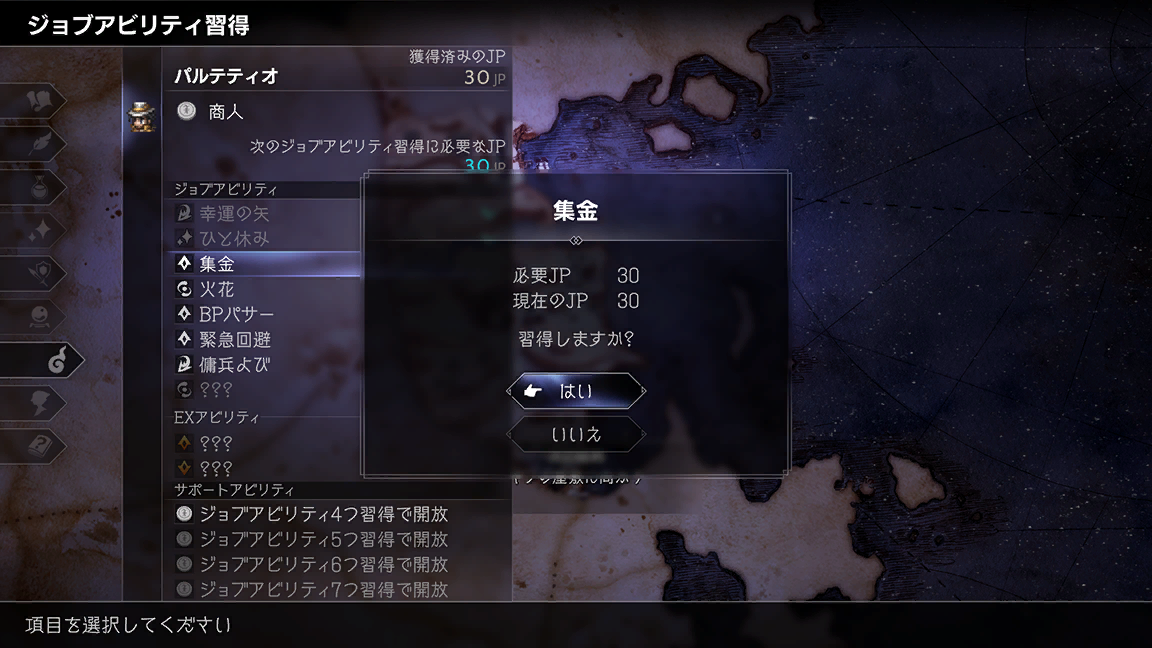 ジョブアビリティ習得
獲得済みのJP
パルテティオ
30JP
商人
次のジョブアビリティ習得に必要なJP
30JP
ジョブアビリティ
幸運の矢
ひと休み
集金
火花
BPパサー
緊急回避
傭兵よび
???
EXアビリティ
???
???
サポートアビリティ
ジョブアビリティ4つ習得で開放
ジョブアビリティ5つ習得で開放
ジョブアビリティ6つ習得で開放
ジョブアビリティ7つ習得で開放
集金
必要JP 30
現在のJP 30
習得しますか?
はい
いいえ
項目を選択してください